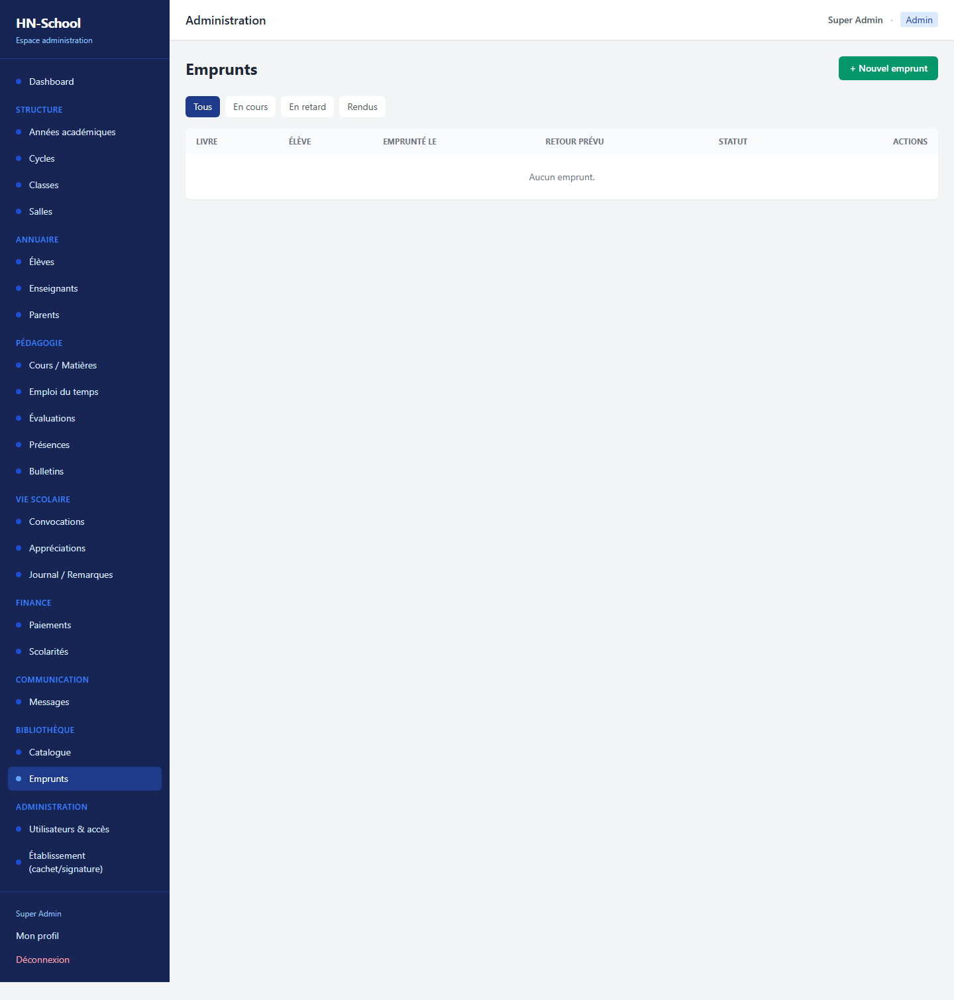 HN-School
Espace administration
Dashboard
STRUCTURE
Années académiques
Cycles
Classes
Salles
ANNUAIRE
Élèves
Enseignants
Parents
PÉDAGOGIE
Cours / Matières
Emploi du temps
Évaluations
Présences
Bulletins
VIE SCOLAIRE
Convocations
Appréciations
Journal / Remarques
FINANCE
Paiements
Scolarités
COMMUNICATION
Messages
BIBLIOTHÈQUE
Catalogue
Emprunts
ADMINISTRATION
Utilisateurs & accès
Établissement
(cachet/signature)
Super Admin
Mon profil
Déconnexion
Administration
Super Admin · Admin
Emprunts
+ Nouvel emprunt
Tous En cours En retard Rendus
LIVRE ÉLÈVE EMPRUNTÉ LE RETOUR PRÉVU STATUT ACTIONS
Aucun emprunt.